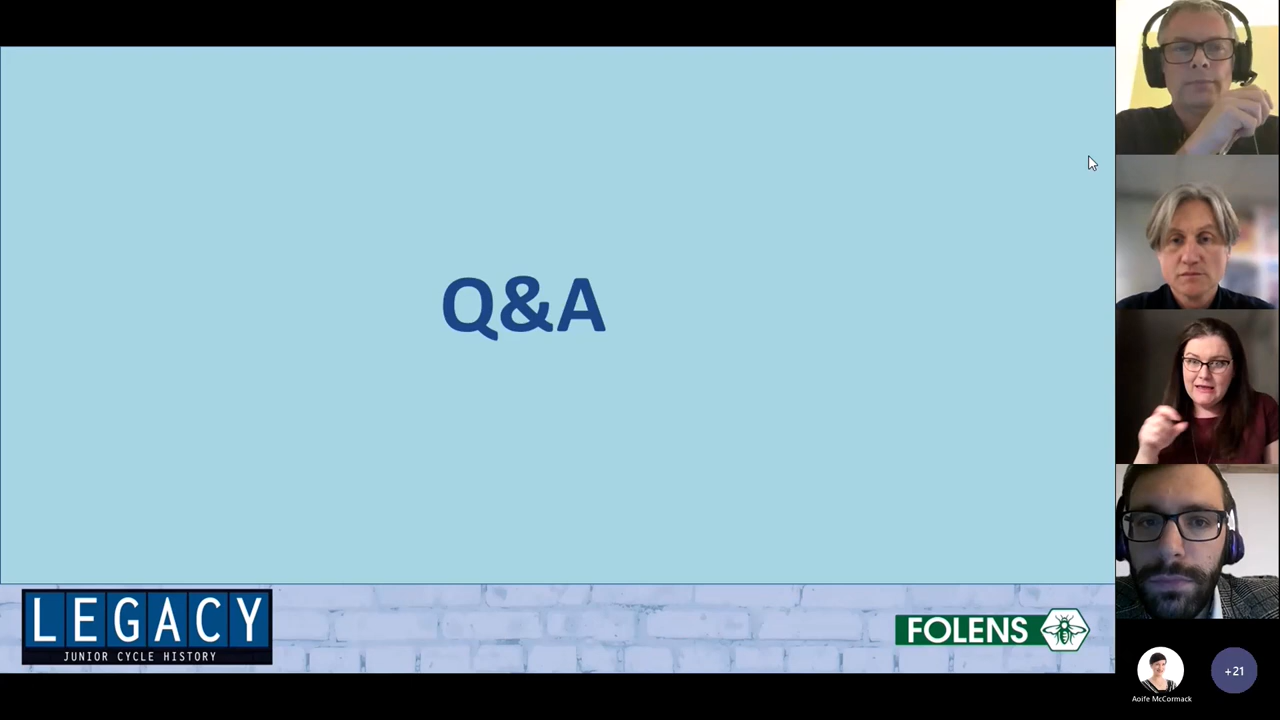 Q&A
LEGACY
JUNIOR CYCLE HISTORY
FOLENS
Aoife McCormack
+21